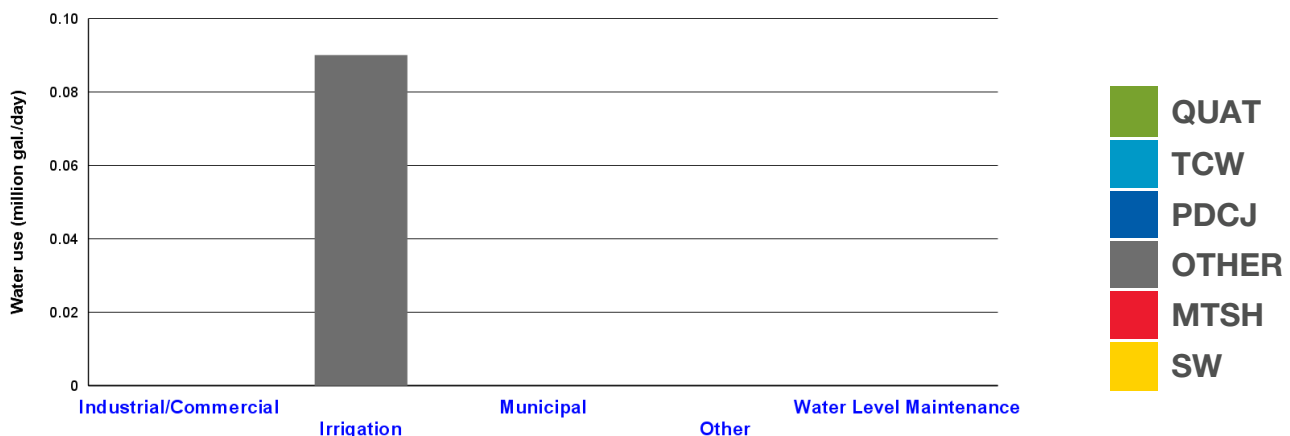 Water use (million gal./day)
0.10
0.08
0.06
0.04
0.02
0
Industrial/Commercial
Irrigation
Municipal
Other
Water Level Maintenance
QUAT
TCW
PDCJ
OTHER
MTSH
SW